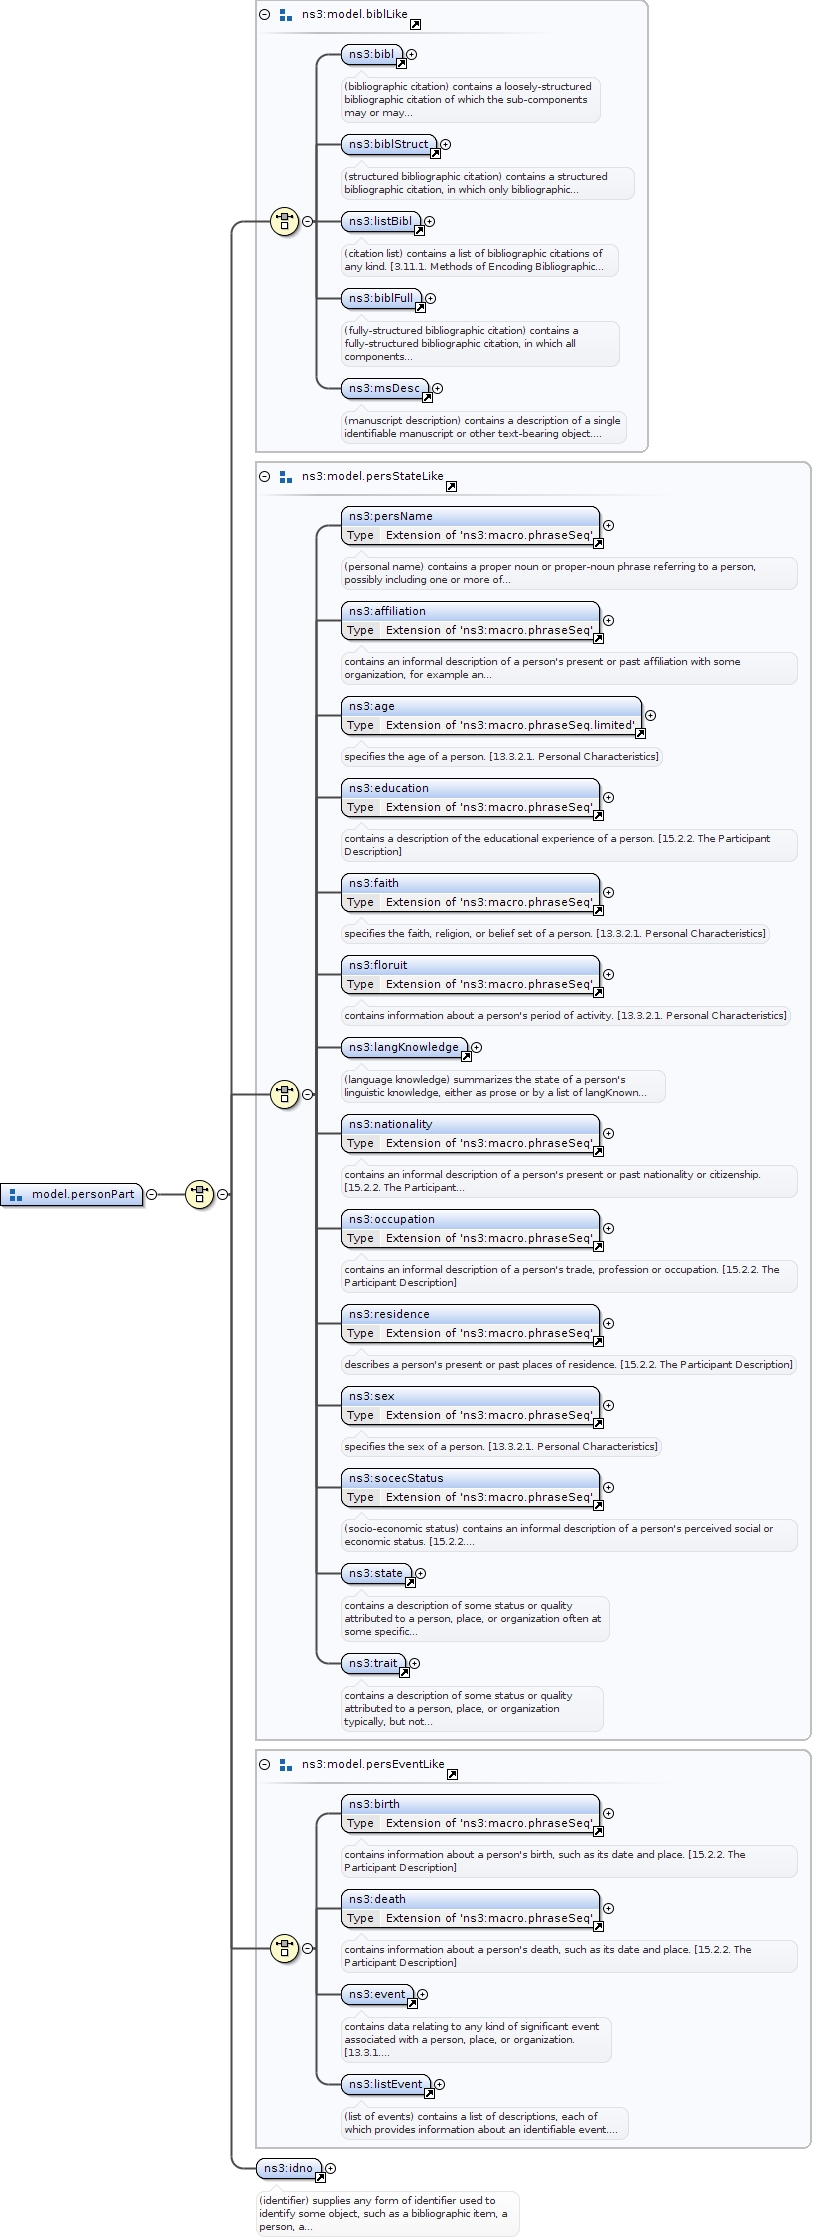 ns3:model.biblLike
ns3:bibl
(bibliographic citation) contains a loosely-structured
bibliographic citation of which the sub-components
may or may...
ns3:biblStruct
(structured bibliographic citation) contains a structured
bibliographic citation, in which only bibliographic...
ns3:listBibl
(citation list) contains a list of bibliographic citations of
any kind. [3.11.1. Methods of Encoding Bibliographic...
ns3:biblFull
(fully-structured bibliographic citation) contains a
fully-structured bibliographic citation, in which all
components...
ns3:msDesc
(manuscript description) contains a description of a single
identifiable manuscript or other text-bearing object....
ns3:model.persStateLike
ns3:persName
Type Extension of 'ns3:macro.phraseSeq'
(personal name) contains a proper noun or proper-noun phrase referring to a person,
possibly including one or more of...
ns3:affiliation
Type Extension of 'ns3:macro.phraseSeq'
contains an informal description of a person's present or past affiliation with some
organization, for example an...
ns3:age
Type Extension of 'ns3:macro.phraseSeq.limited'
specifies the age of a person. [13.3.2.1. Personal Characteristics]
ns3:education
Type Extension of 'ns3:macro.phraseSeq'
contains a description of the educational experience of a person. [15.2.2. The Participant
Description]
ns3:faith
Type Extension of 'ns3:macro.phraseSeq'
specifies the faith, religion, or belief set of a person. [13.3.2.1. Personal Characteristics]
ns3:floruit
Type Extension of 'ns3:macro.phraseSeq'
contains information about a person's period of activity. [13.3.2.1. Personal Characteristics]
ns3:langKnowledge
(language knowledge) summarizes the state of a person's
linguistic knowledge, either as prose or by a list of langKnown...
ns3:nationality
Type Extension of 'ns3:macro.phraseSeq'
contains an informal description of a person's present or past nationality or citizenship.
[15.2.2. The Participant...
model.personPart
ns3:occupation
Type Extension of 'ns3:macro.phraseSeq'
contains an informal description of a person's trade, profession or occupation. [15.2.2. The
Participant Description]
ns3:residence
Type Extension of 'ns3:macro.phraseSeq'
describes a person's present or past places of residence. [15.2.2. The Participant Description]
ns3:sex
Type Extension of 'ns3:macro.phraseSeq'
specifies the sex of a person. [13.3.2.1. Personal Characteristics]
ns3:socecStatus
Type Extension of 'ns3:macro.phraseSeq'
(socio-economic status) contains an informal description of a person's perceived social or
economic status. [15.2.2....
ns3:state
contains a description of some status or quality
attributed to a person, place, or organization often at
some specific...
ns3:trait
contains a description of some status or quality
attributed to a person, place, or organization
typically, but not...
ns3:model.persEventLike
ns3:birth
Type Extension of 'ns3:macro.phraseSeq'
contains information about a person's birth, such as its date and place. [15.2.2. The
Participant Description]
ns3:death
Type Extension of 'ns3:macro.phraseSeq'
contains information about a person's death, such as its date and place. [15.2.2. The
Participant Description]
ns3:event
contains data relating to any kind of significant event
associated with a person, place, or organization.
[13.3.1....
ns3:listEvent
(list of events) contains a list of descriptions, each of
which provides information about an identifiable event....
ns3:idno
(identifier) supplies any form of identifier used to
identify some object, such as a bibliographic item, a
person, a...